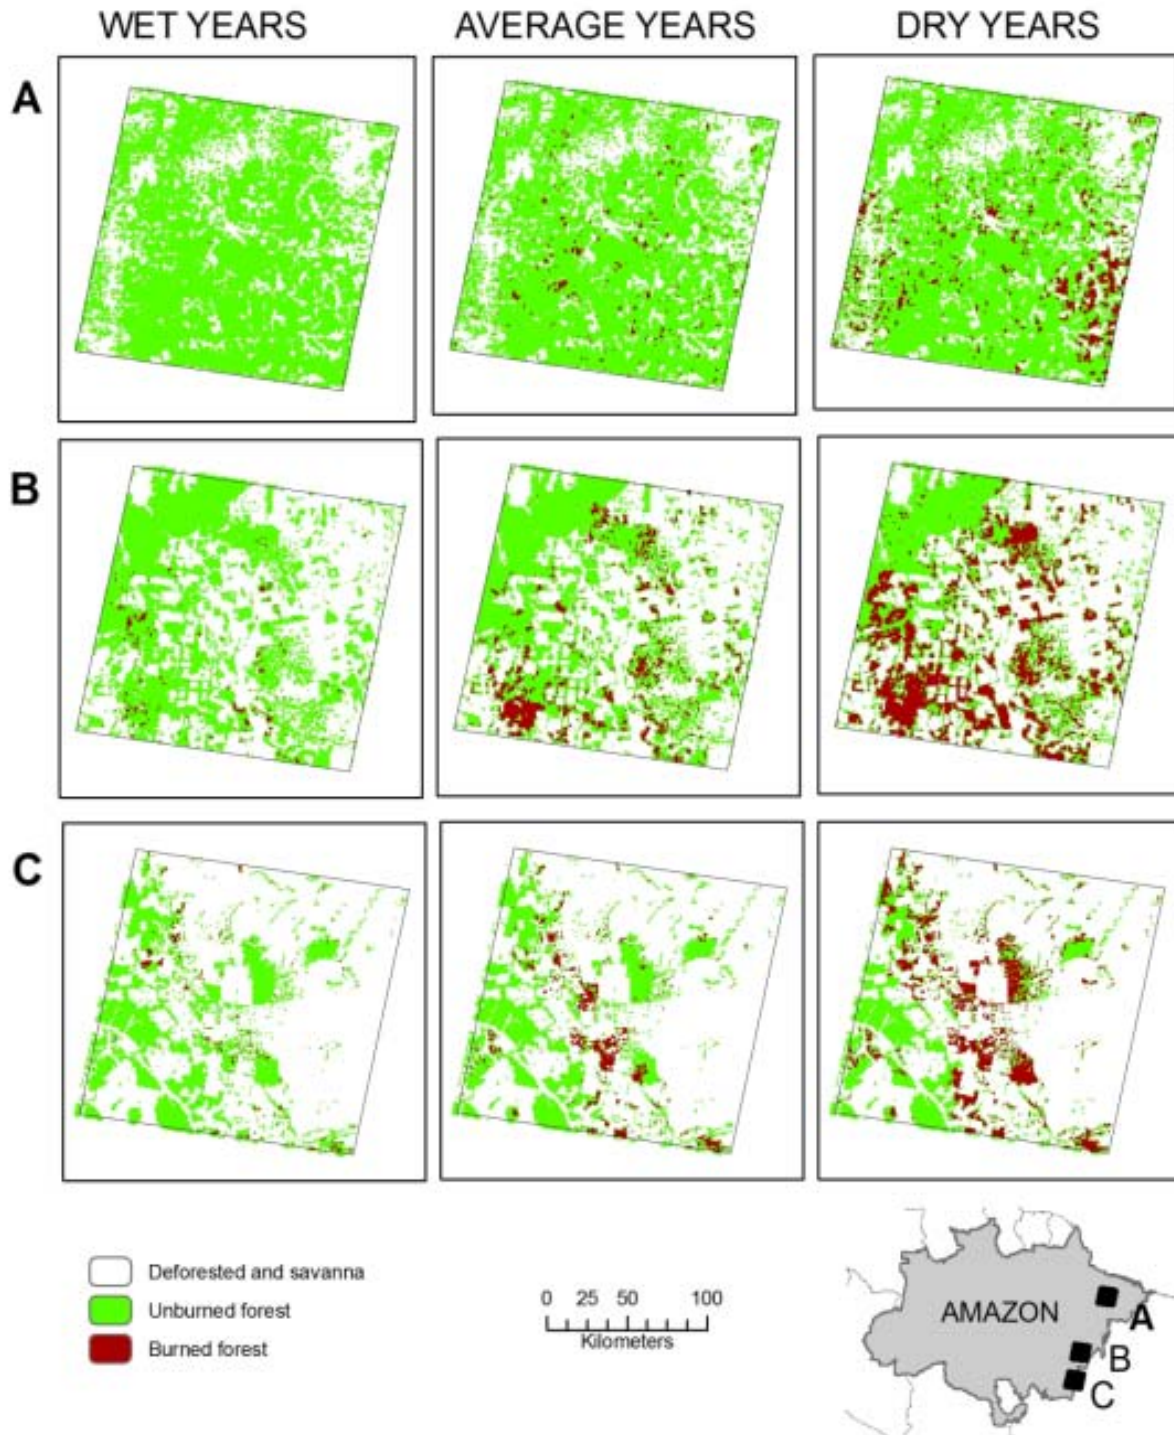 WET YEARS AVERAGE YEARS DRY YEARS
A
B
C
Deforested and savanna
Unburned forest
Burned forest
0 25 50 100
Kilometers
AMAZON
A
B
C